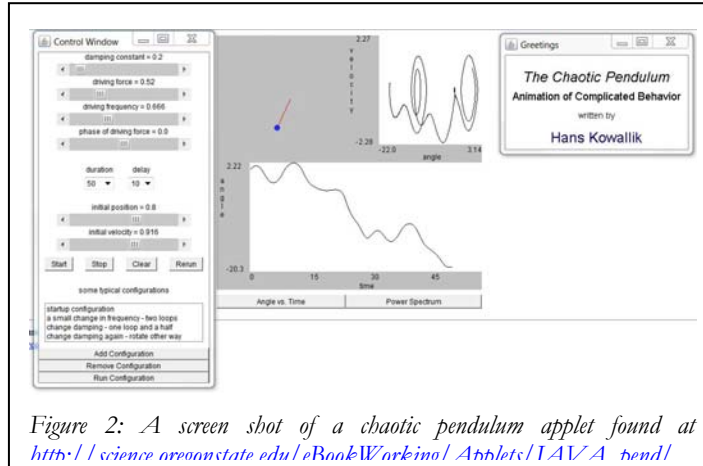 Control Window
damping constant = 0.2
driving force = 0.52
driving frequency = 0.666
phase of driving force = 0.0
duration delay
50 10
initial position = 0.8
initial velocity = 0.916
Start Stop Clear Rerun
some typical configurations
startup configuration
a small change in frequency - two loops
change damping - one loop and a half
change damping again - rotate other way
Add Configuration
Remove Configuration
Run Configuration
2.27
velocity
-2.28
-22.0 3.14
angle
2.22
angle
-20.3
0 15 30 45
time
Angle vs. Time Power Spectrum
Greetings
The Chaotic Pendulum
Animation of Complicated Behavior
written by
Hans Kowallik
Figure 2: A screen shot of a chaotic pendulum applet found at
http://science.oregonstate.edu/eBookWorking/Applets/JAVA_pend/